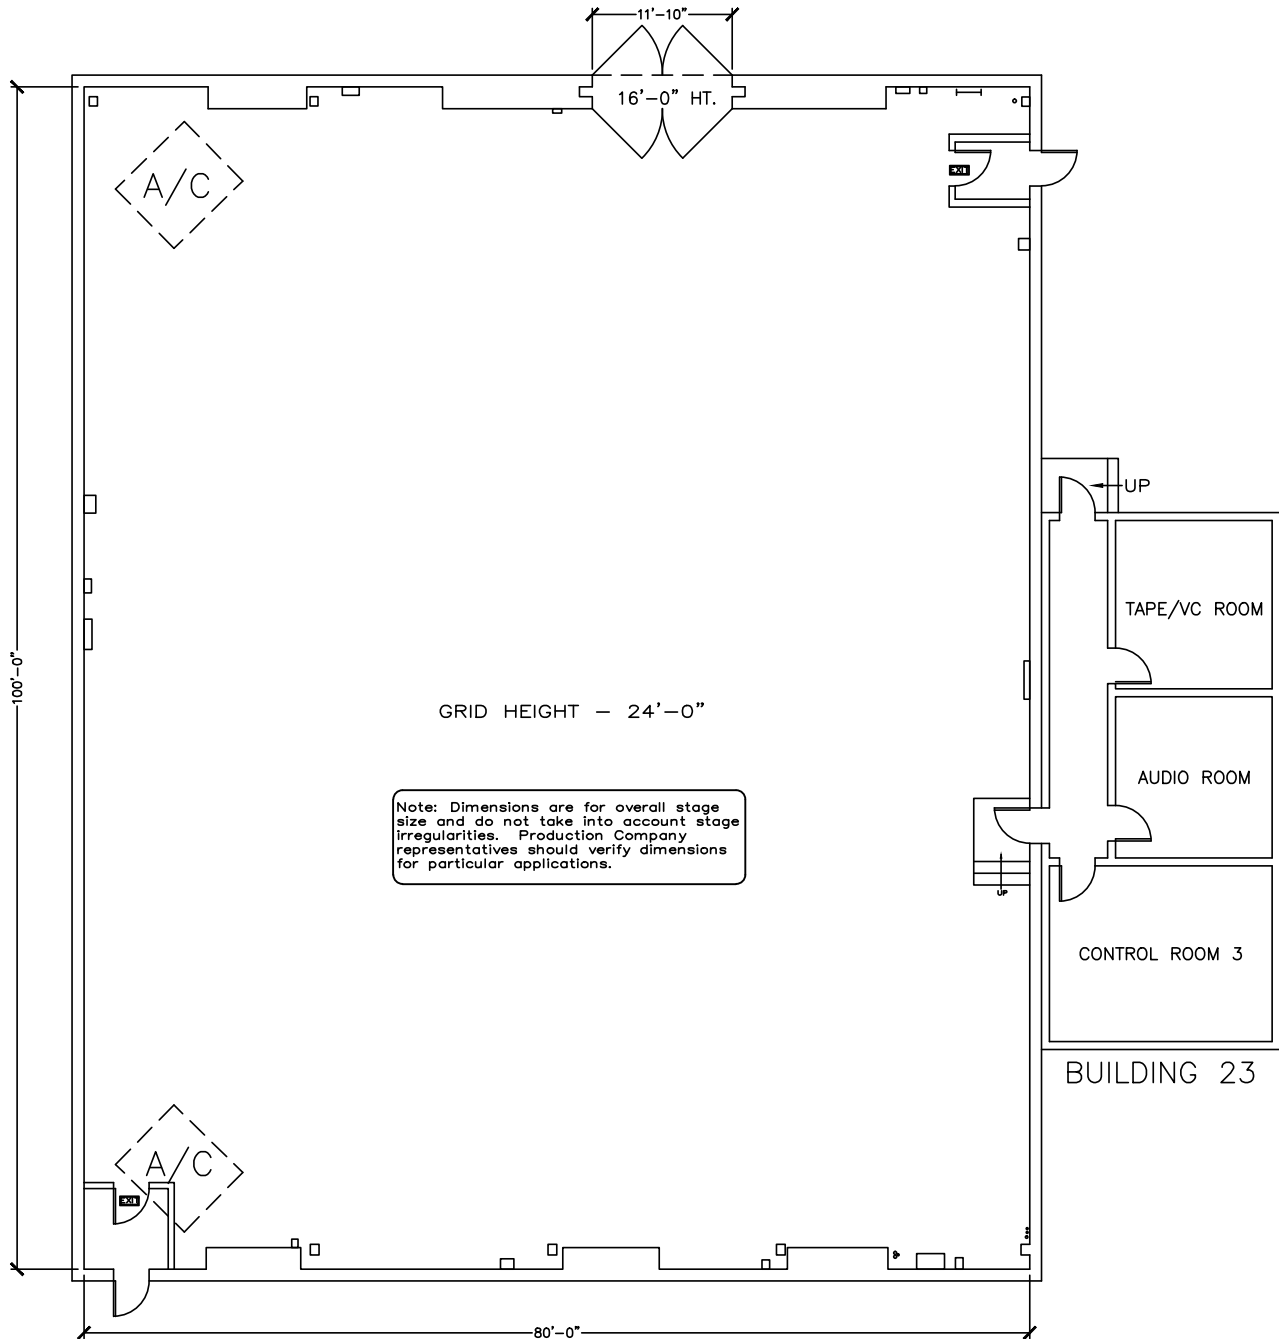 11'-10"
16'-0" HT.
A/C
EXIT
UP
TAPE/VC ROOM
100'-0"
GRID HEIGHT - 24'-0"
AUDIO ROOM
Note: Dimensions are for overall stage
size and do not take into account stage
irregularities. Production Company
representatives should verify dimensions
for particular applications.
UP
CONTROL ROOM 3
BUILDING 23
A/C
EXIT
80'-0"